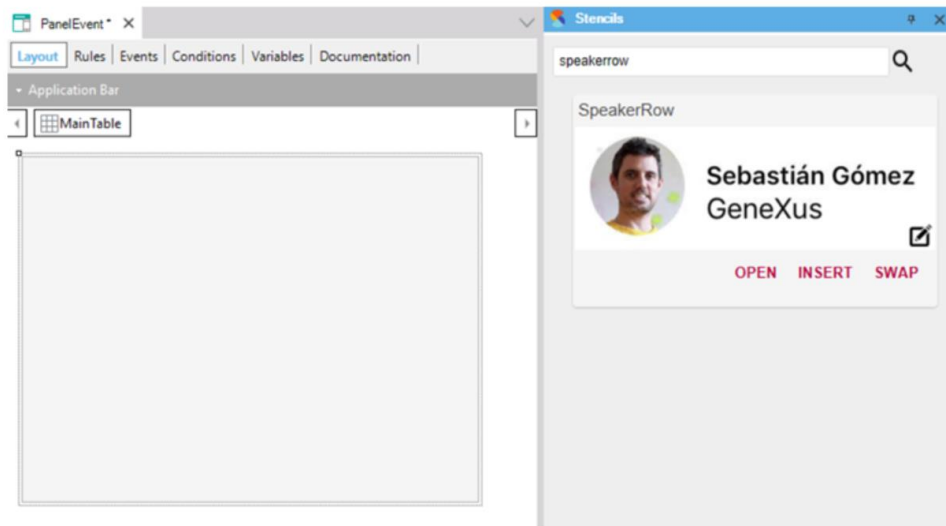 PanelEvent *
Layout Rules Events Conditions Variables Documentation
Application Bar
MainTable
Stencils
speakerrow
SpeakerRow
Sebastián Gómez
GeneXus
OPEN INSERT SWAP